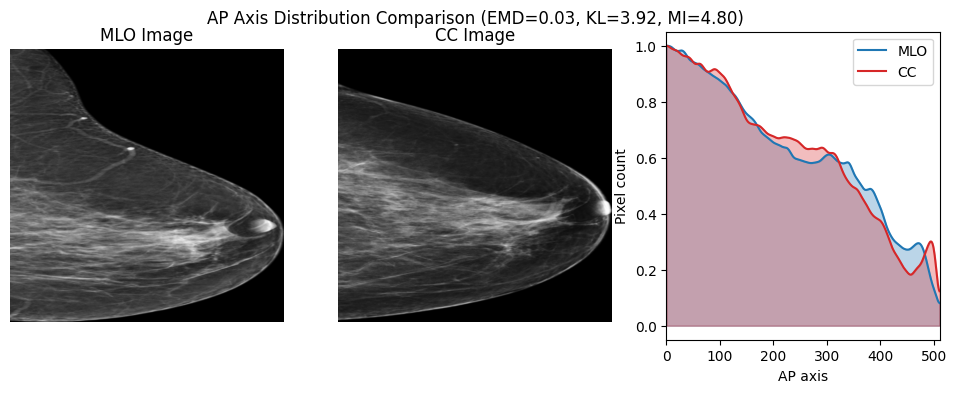 AP Axis Distribution Comparison (EMD=0.03, KL=3.92, MI=4.80)
MLO Image
CC Image
MLO
CC
Pixel count
1.0
0.8
0.6
0.4
0.2
0.0
0 100 200 300 400 500
AP axis